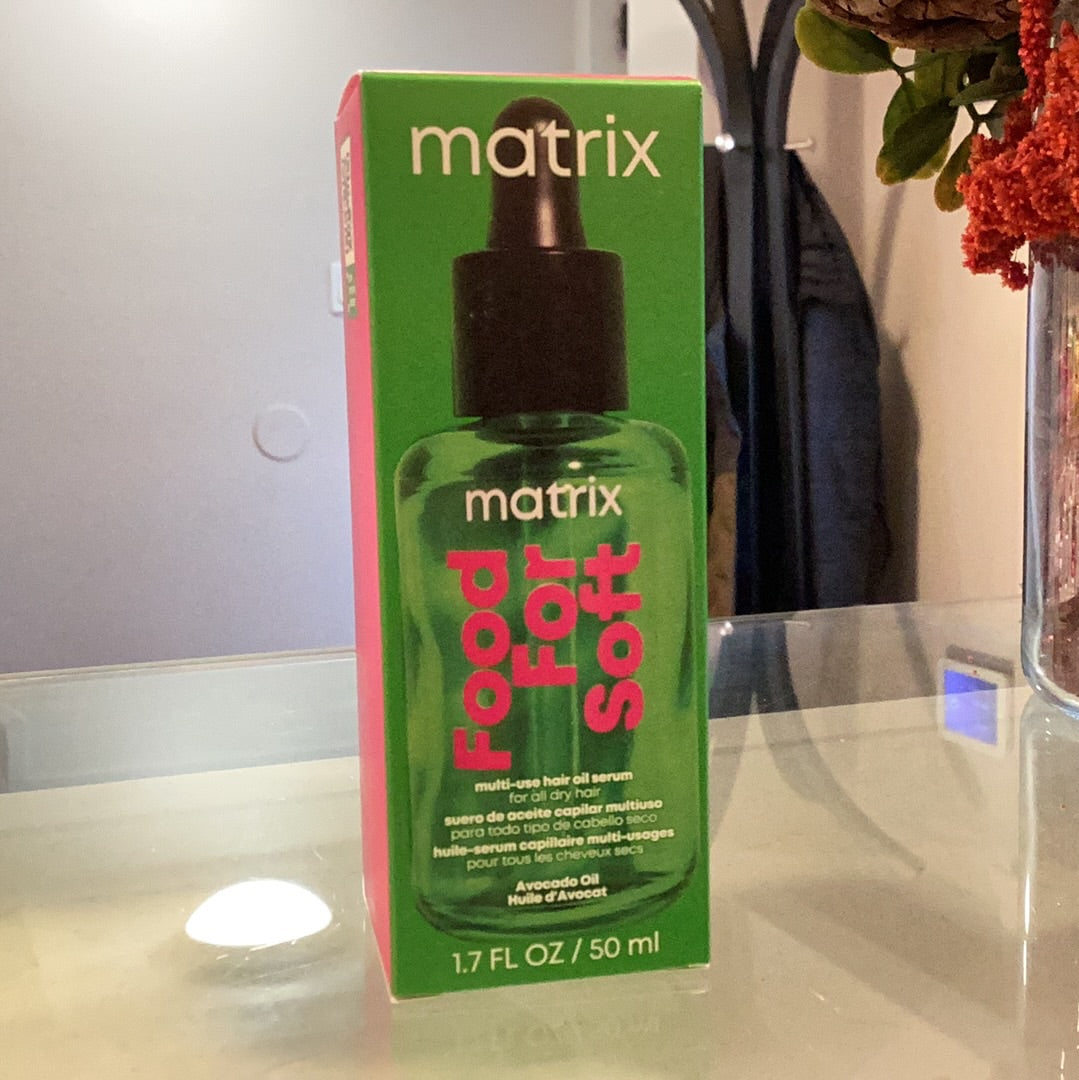 matrix
matrix
Food
For
Soft
multi-use hair oil serum
for all dry hair
suero de aceite capilar multiuso
para todo tipo de cabello seco
huile-serum capillaire multi-usages
pour tous les cheveux secs
Avocado Oil
Huile d'Avocat
1.7 FL OZ / 50 ml